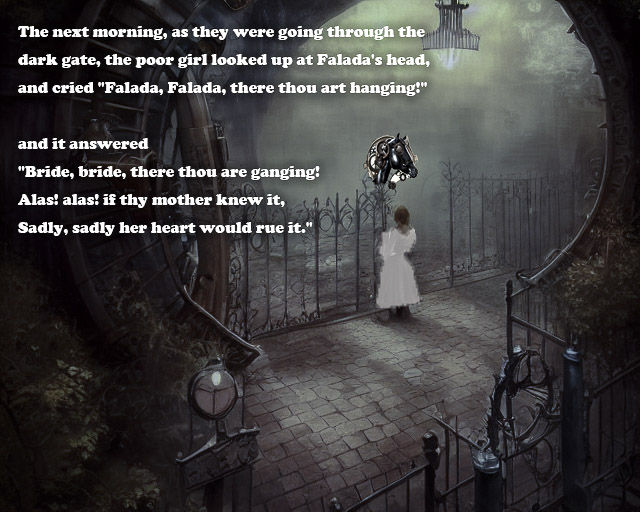 The next morning, as they were going through the
dark gate, the poor girl looked up at Falada's head,
and cried "Falada, Falada, there thou art hanging!"
and it answered
"Bride, bride, there thou are ganging!
Alas! alas! if thy mother knew it,
Sadly, sadly her heart would rue it."